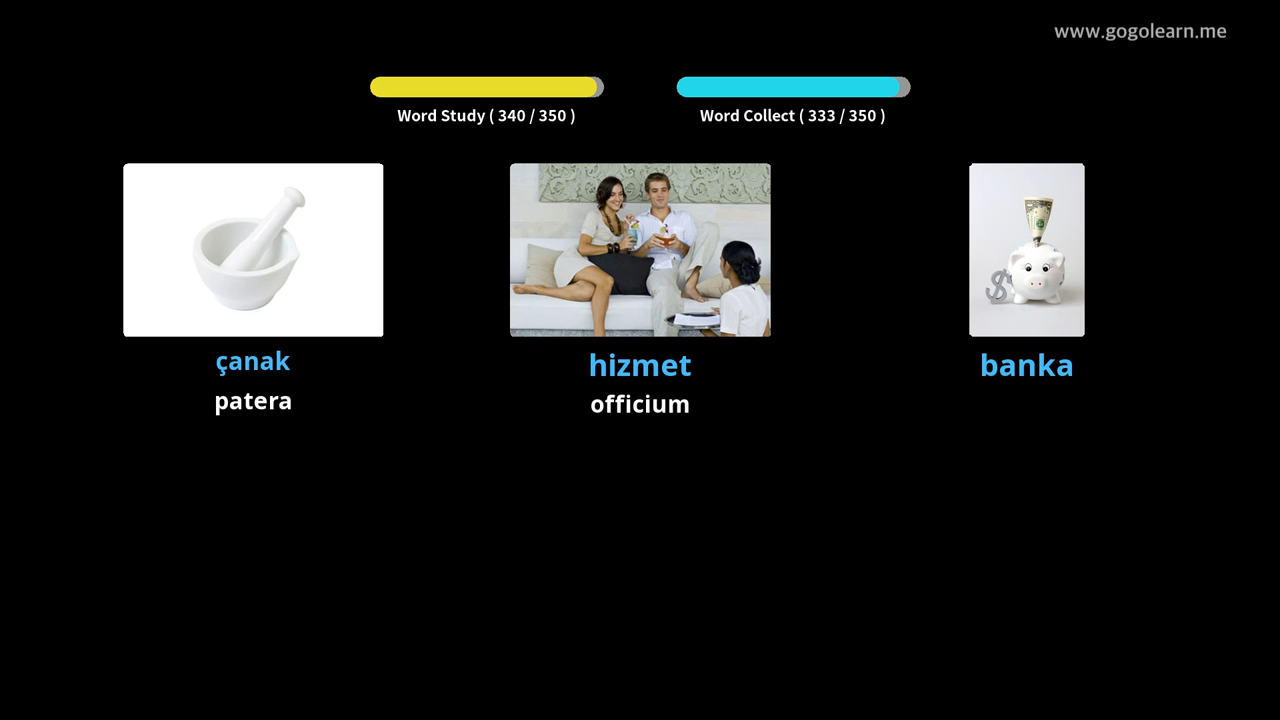 www.gogolearn.me
Word Study ( 340 / 350 )
Word Collect ( 333 / 350 )
çanak
patera
hizmet
officium
banka